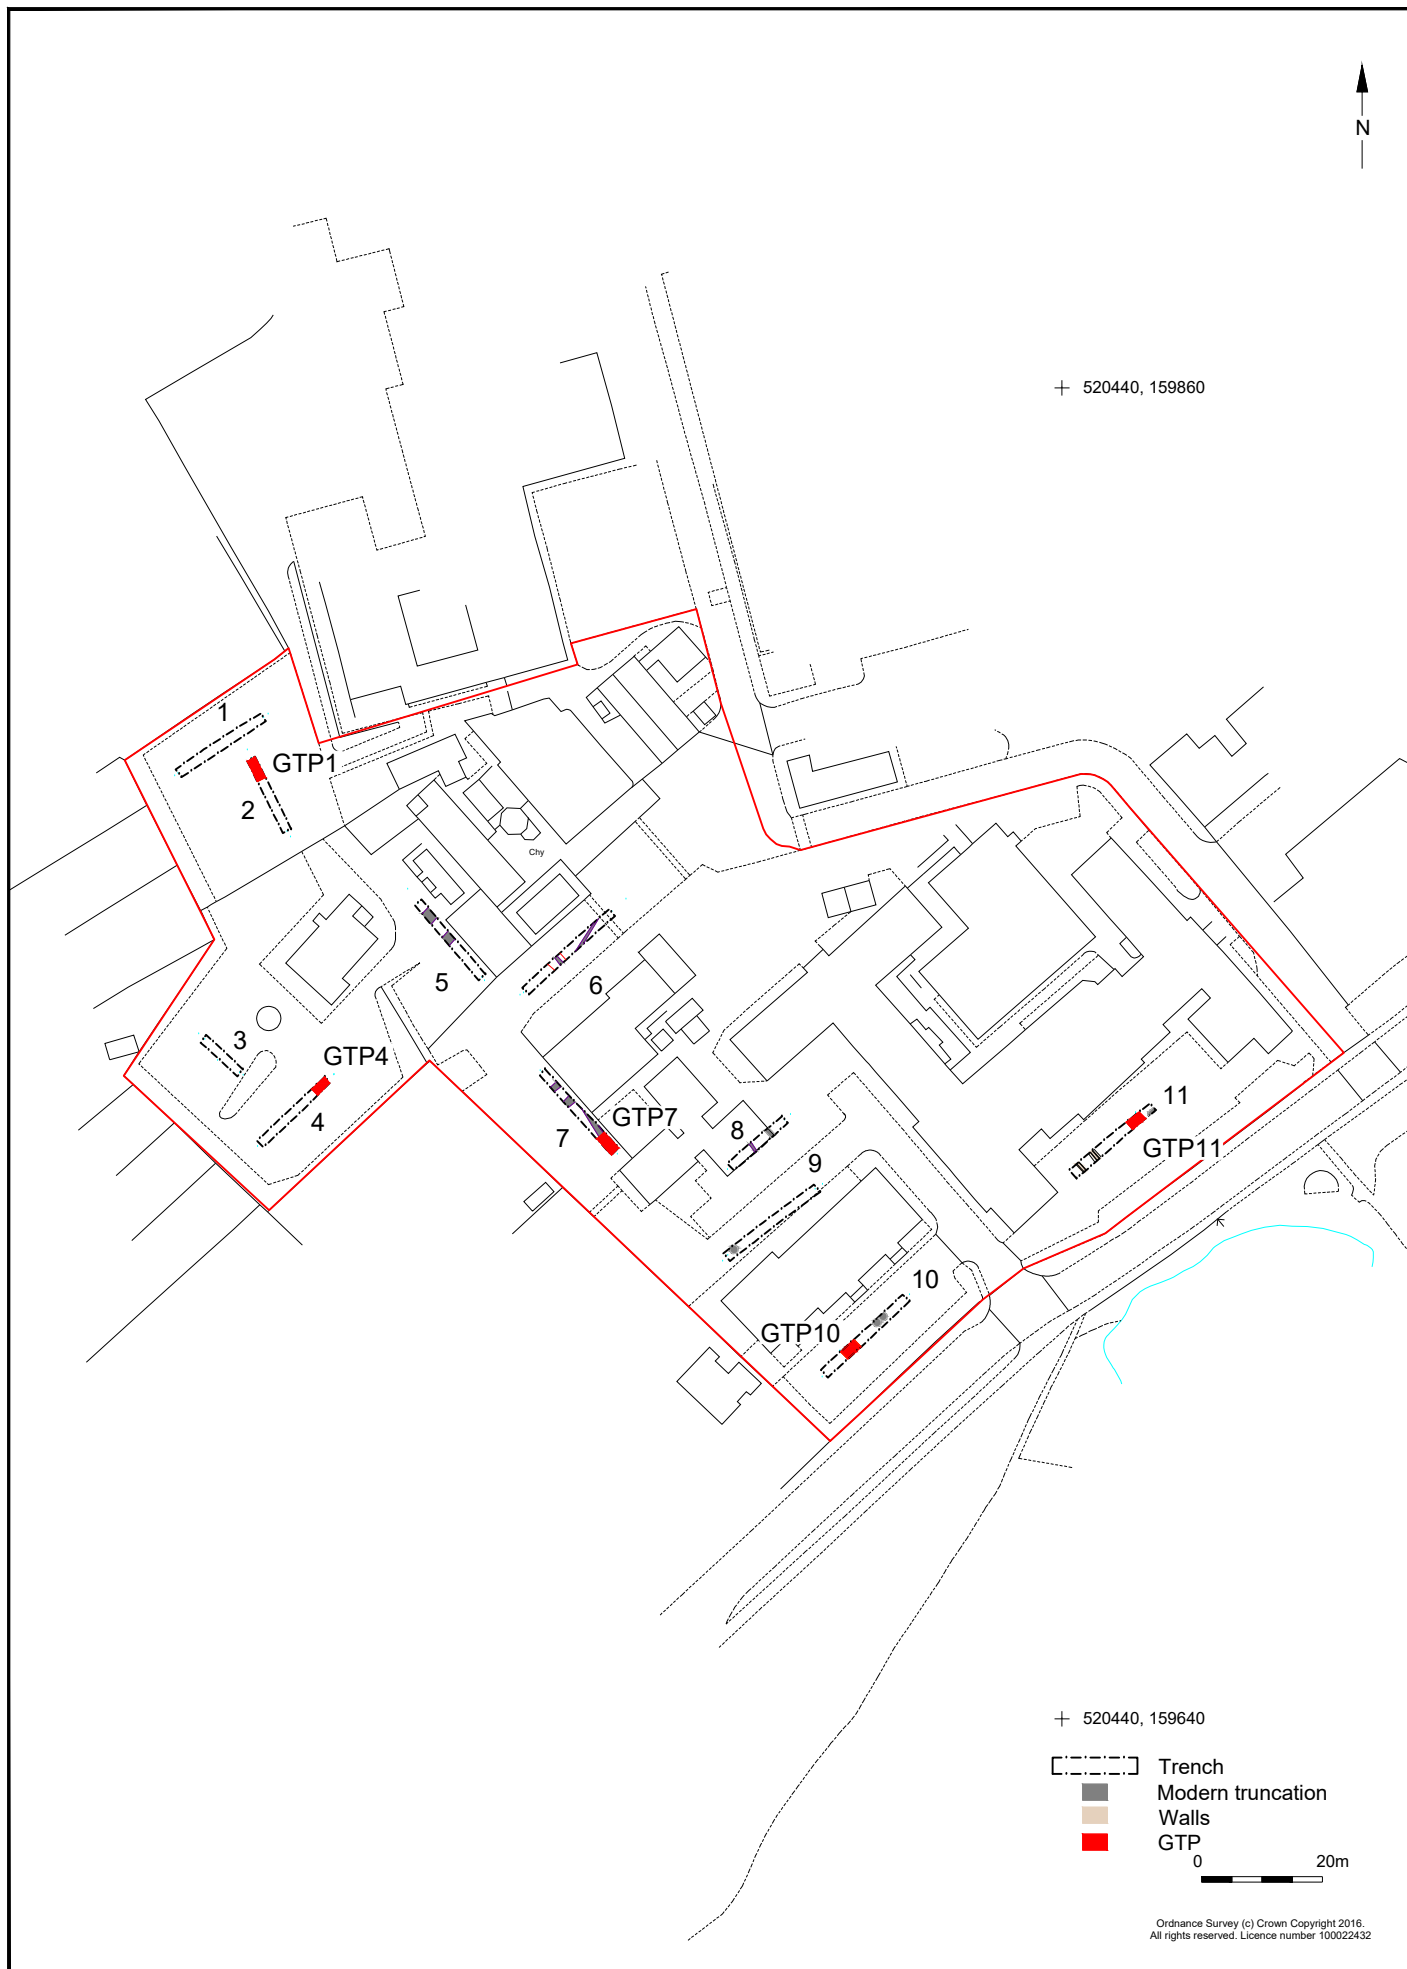 N
520440, 159860
1
GTP1
2
Chy
5
6
3
GTP4
4
7
GTP7
8
9
11
GTP11
10
GTP10
520440, 159640
Trench
Modern truncation
Walls
GTP
0 20m
Ordnance Survey (c) Crown Copyright 2016.
All rights reserved. Licence number 100022432